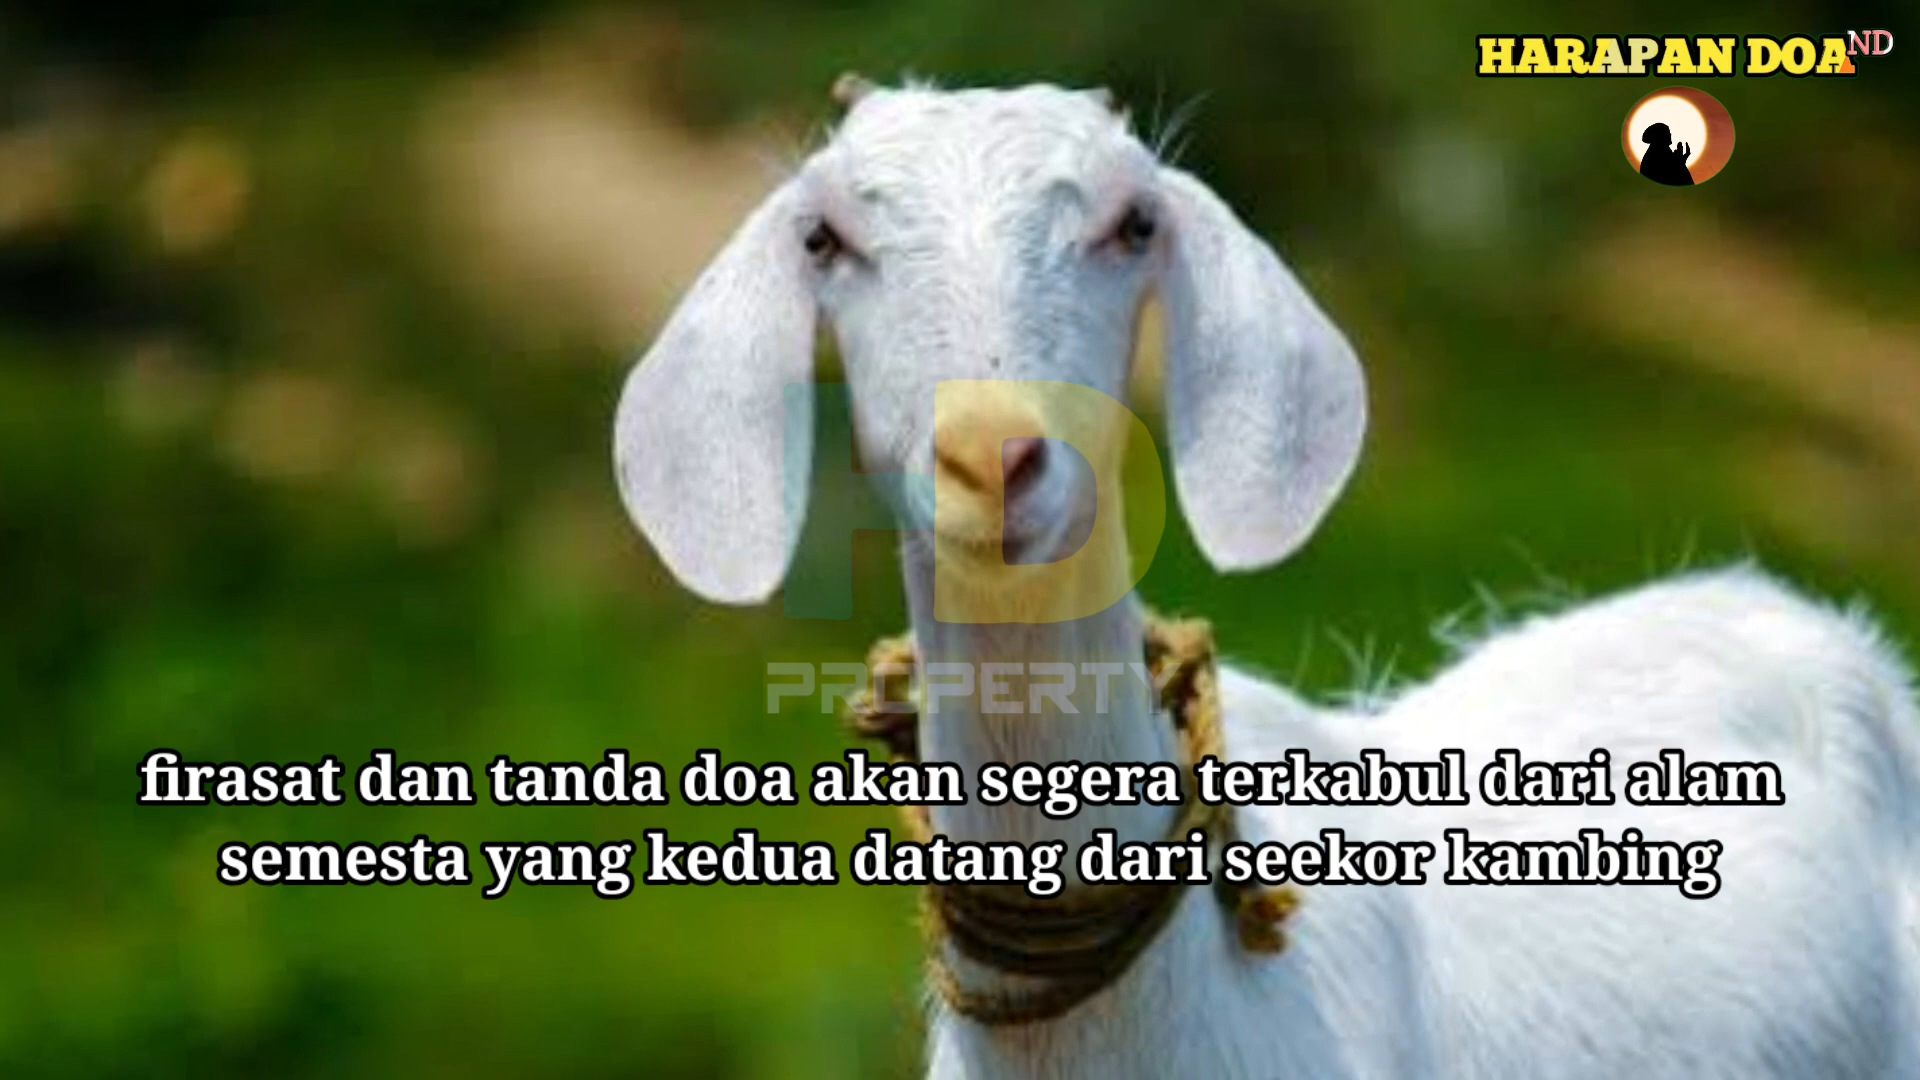 HARAPAN DOA
ND
HD
PROPERTY
firasat dan tanda doa akan segera terkabul dari alam
semesta yang kedua datang dari seekor kambing